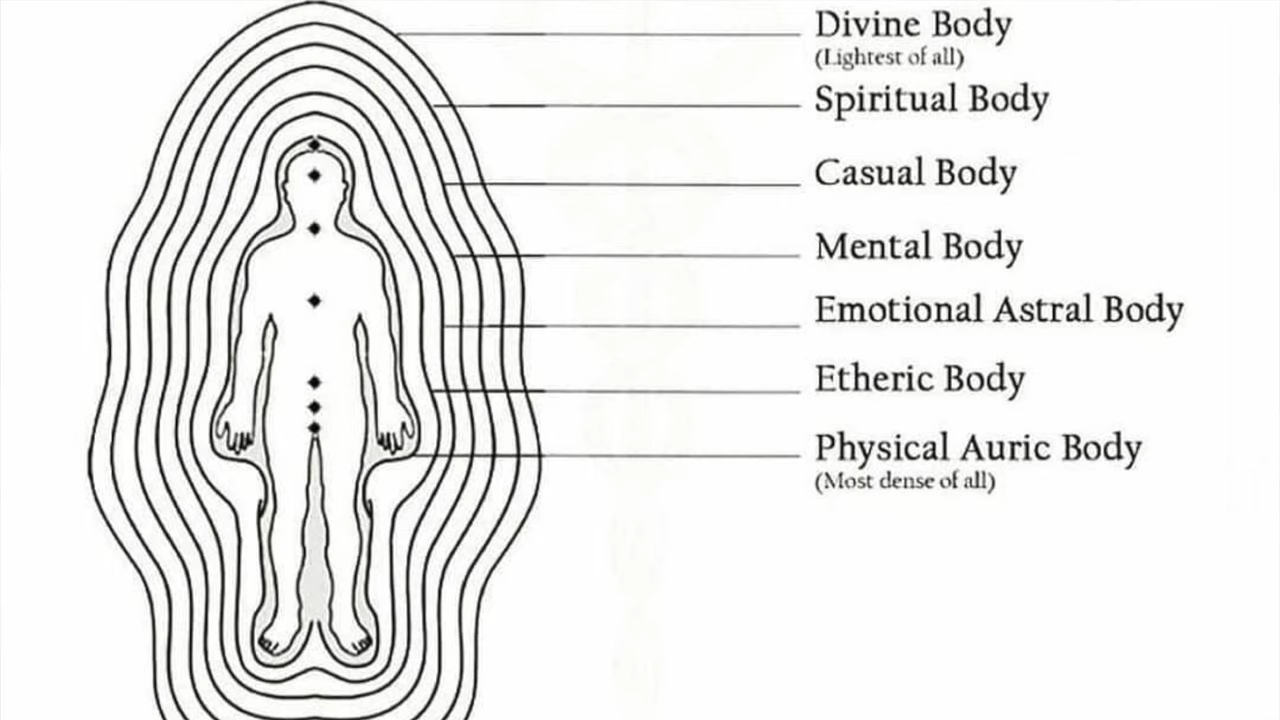 Divine Body
(Lightest of all)
Spiritual Body
Casual Body
Mental Body
Emotional Astral Body
Etheric Body
Physical Auric Body
(Most dense of all)